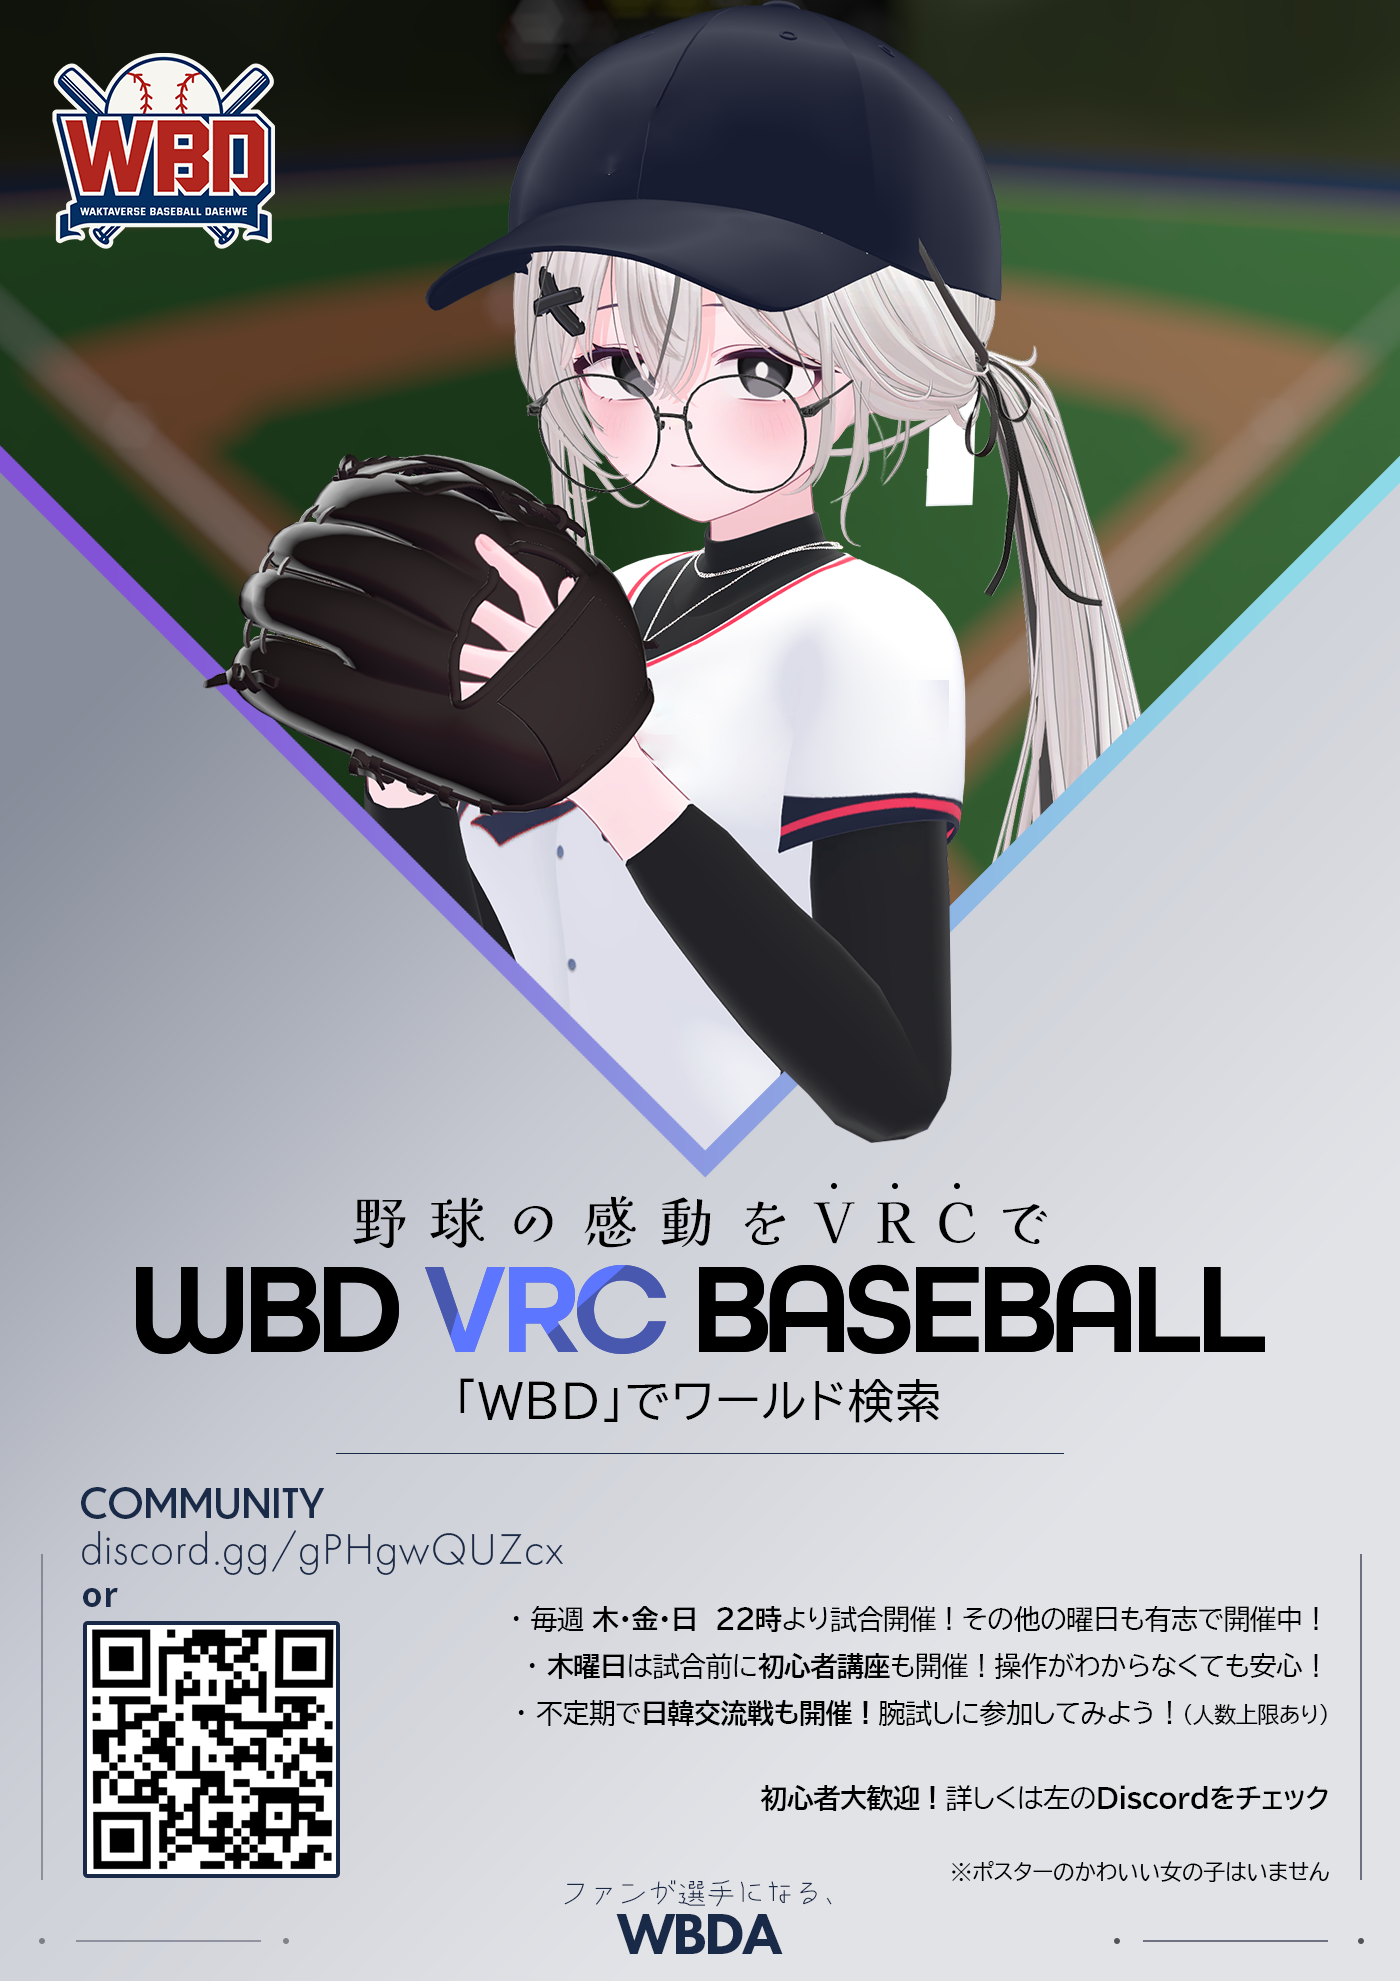 WBD
WAKTAVERSE BASEBALL DAEHWE
野球の感動をVRCで
WBD VRC BASEBALL
「WBD」でワールド検索
COMMUNITY
discord.gg/gPHgwQUZcx
or
・毎週 木・金・日 22時より試合開催！その他の曜日も有志で開催中！
・木曜日は試合前に初心者講座も開催！操作がわからなくても安心！
・不定期で日韓交流戦も開催！腕試しに参加してみよう！（人数上限あり）
初心者大歓迎！詳しくは左のDiscordをチェック
※ポスターのかわいい女の子はいません
ファンが選手になる、
WBDA